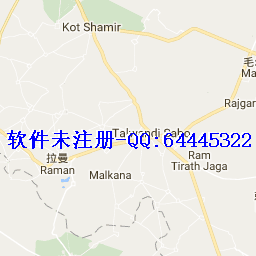 Kot Shamir
毛
Rajgar
软件未注册 QQ:64445322
Talwandi Sabo
拉曼
Raman
Ram
Tirath Jaga
Malkana